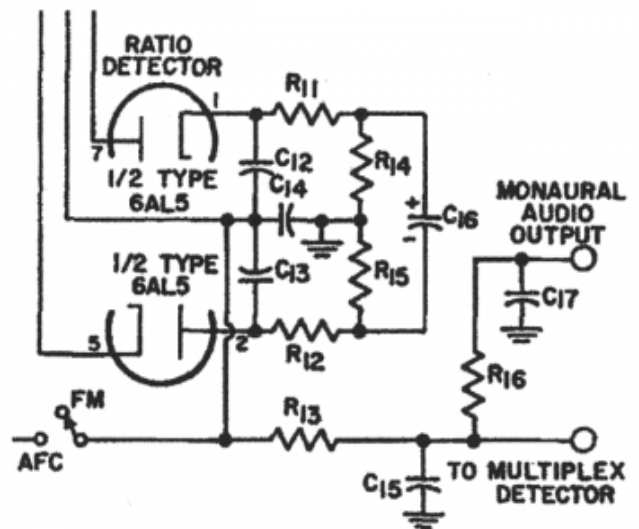 RATIO
DETECTOR
1
R11
7
1/2 TYPE
6AL5
C12
C14
R14
+
-
C16
MONAURAL
AUDIO
OUTPUT
1/2 TYPE
6AL5
C13
R15
C17
5
2
R12
R16
FM
R13
AFC
C15
TO MULTIPLEX
DETECTOR